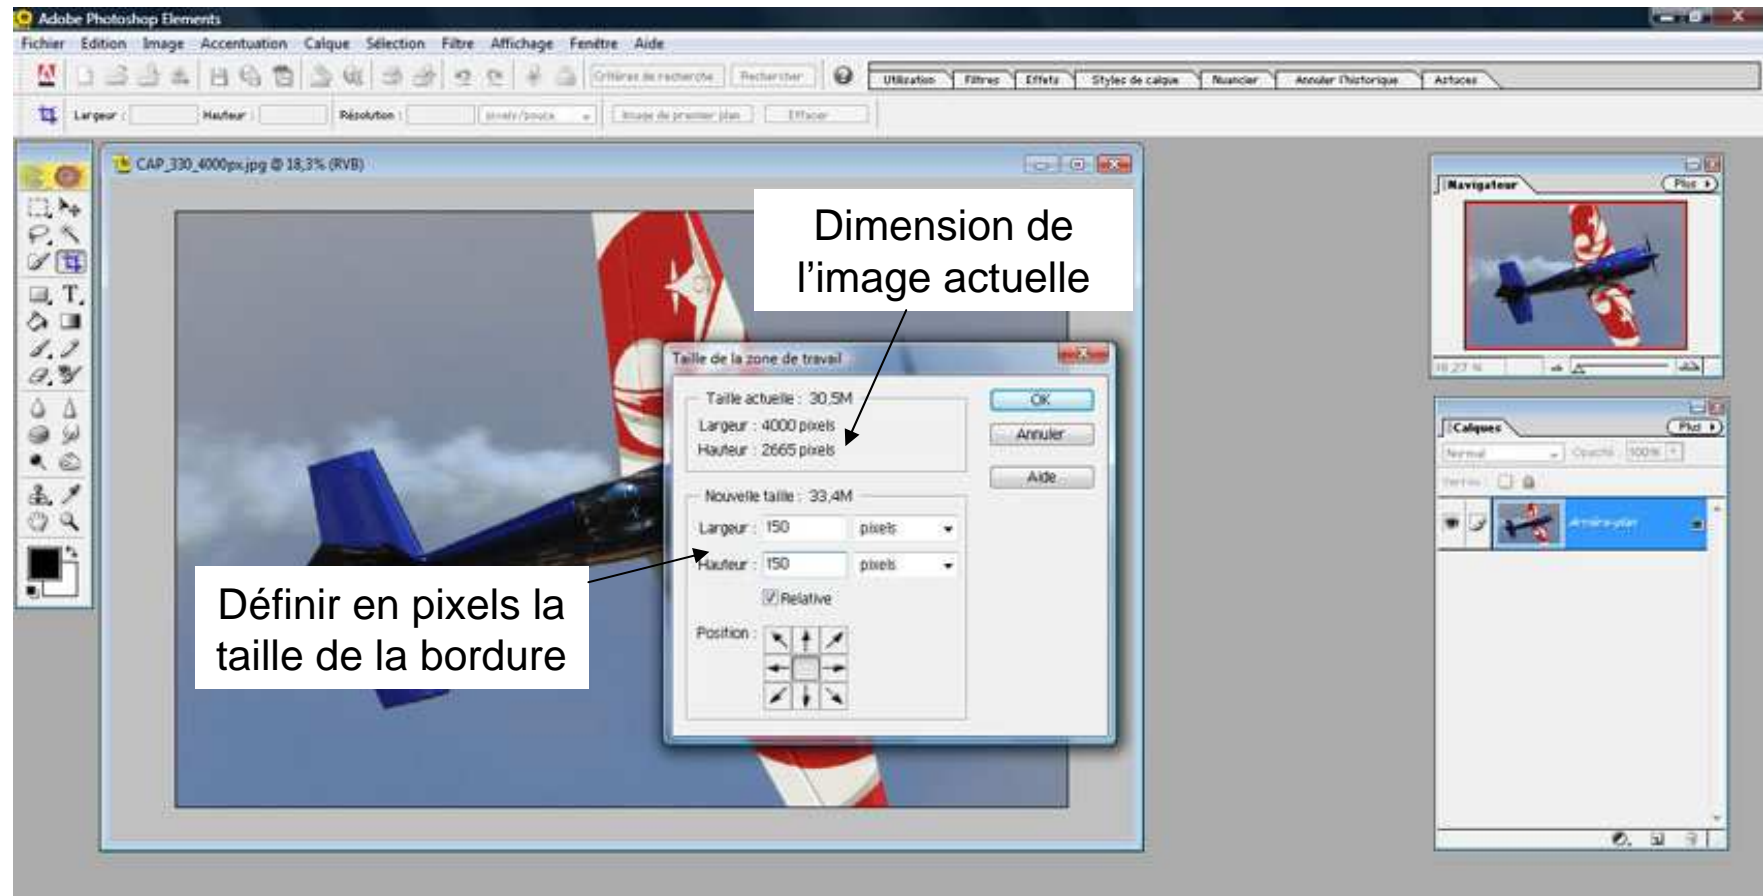 Adobe Photoshop Elements
Fichier Edition Image Accentuation Calque Sélection Filtre Affichage Fenêtre Aide
Critères de recherche Rechercher Utilisation Filtres Effets Styles de calque Nuancier Annuler l'historique Astuces
Largeur : Hauteur : Résolution : pixels/pouce Image de premier plan Effacer
CAP_330_4000px.jpg @ 18,3% (RVB)
Navigateur Plus
Dimension de
l'image actuelle
Taille de la zone de travail
18,27 %
Taille actuelle : 30,5M
OK
Largeur : 4000 pixels
Annuler
Hauteur : 2665 pixels
Aide
Calques Plus
Normal Opacité : 100%
Nouvelle taille : 33,4M
Largeur : 150 pixels
Arrière-plan
Hauteur : 150 pixels
Relative
Position :
T
Définir en pixels la
taille de la bordure